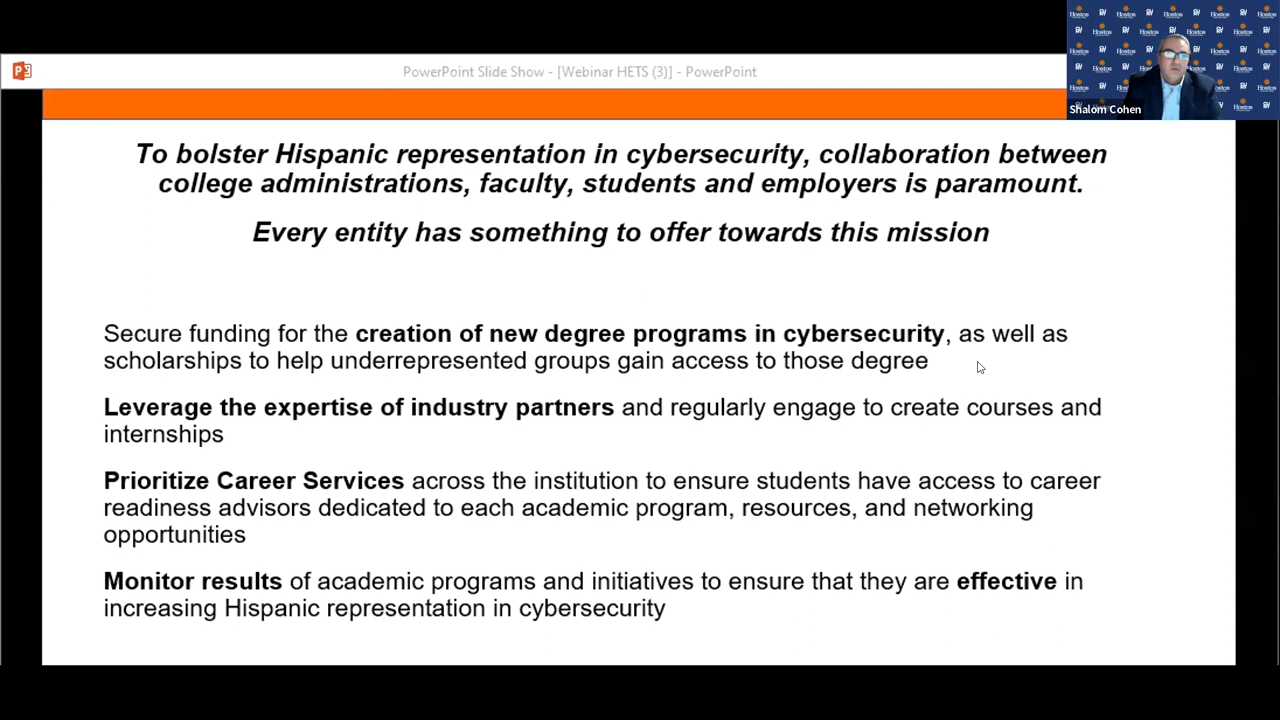 PowerPoint Slide Show - [Webinar HETS (3)] - PowerPoint
Hostos
Shalom Cohen
To bolster Hispanic representation in cybersecurity, collaboration between
college administrations, faculty, students and employers is paramount.
Every entity has something to offer towards this mission
Secure funding for the creation of new degree programs in cybersecurity, as well as
scholarships to help underrepresented groups gain access to those degree
Leverage the expertise of industry partners and regularly engage to create courses and
internships
Prioritize Career Services across the institution to ensure students have access to career
readiness advisors dedicated to each academic program, resources, and networking
opportunities
Monitor results of academic programs and initiatives to ensure that they are effective in
increasing Hispanic representation in cybersecurity